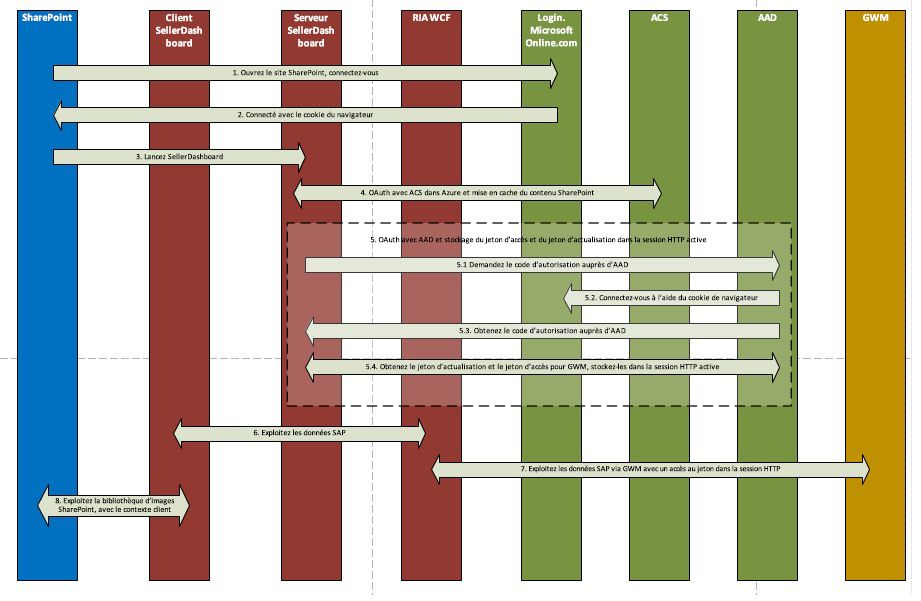 SharePoint
Client
SellerDash
board
Serveur
SellerDash
board
RIA WCF
Login.
Microsoft
Online.com
ACS
AAD
GWM
1. Ouvrez le site SharePoint, connectez-vous
2. Connecté avec le cookie du navigateur
3. Lancez SellerDashboard
4. OAuth avec ACS dans Azure et mise en cache du contenu SharePoint
5. OAuth avec AAD et stockage du jeton d'accès et du jeton d'actualisation dans la session HTTP active
5.1 Demandez le code d'autorisation auprès d'AAD
5.2. Connectez-vous à l'aide du cookie de navigateur
5.3. Obtenez le code d'autorisation auprès d'AAD
5.4. Obtenez le jeton d'actualisation et le jeton d'accès pour GWM, stockez-les dans la session HTTP active
6. Exploitez les données SAP
7. Exploitez les données SAP via GWM avec un accès au jeton dans la session HTTP
8. Exploitez la bibliothèque d'images
SharePoint, avec le contexte client